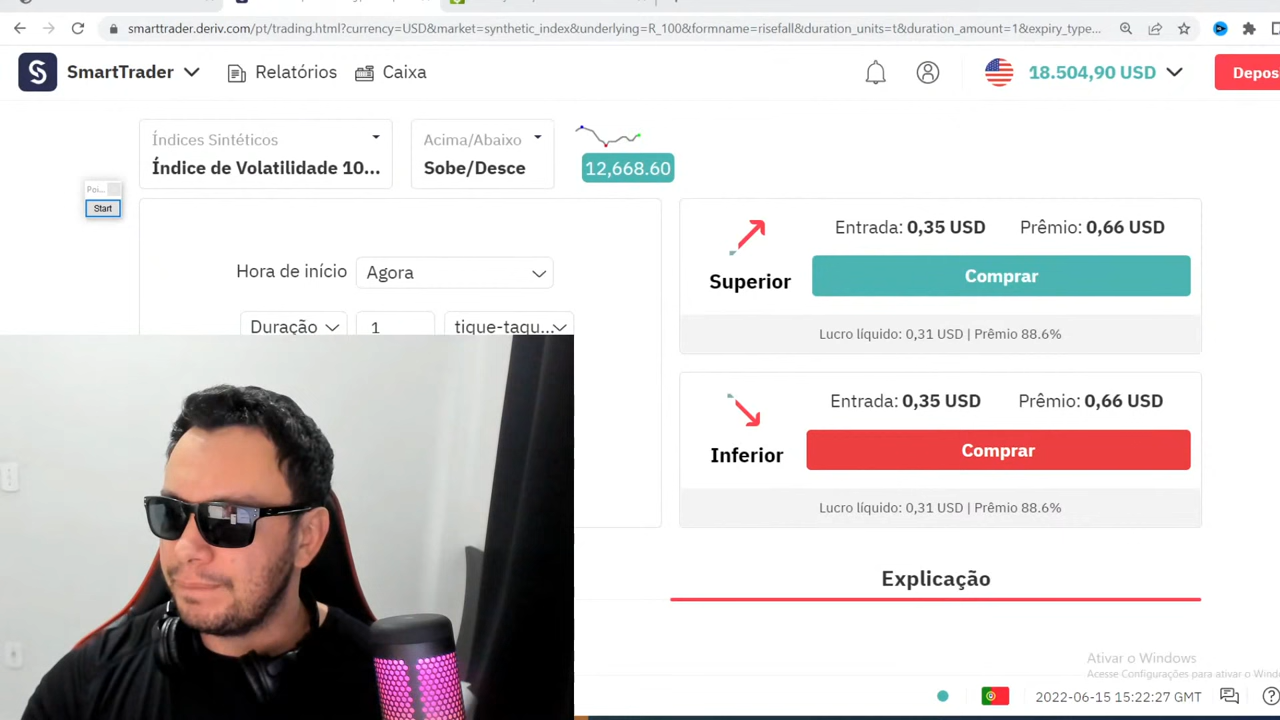 smarttrader.deriv.com/pt/trading.html?currency=USD&market=synthetic_index&underlying=R_100&formname=risefall&duration_units=t&duration_amount=1&expiry_type...
SmartTrader
Relatórios
Caixa
18.504,90 USD
Depos
Índices Sintéticos
Índice de Volatilidade 10...
Acima/Abaixo
Sobe/Desce
12,668.60
Poi...
Start
Hora de início
Agora
Duração
1
tique-taqu...
Entrada: 0,35 USD
Prêmio: 0,66 USD
Superior
Comprar
Lucro líquido: 0,31 USD | Prêmio 88.6%
Entrada: 0,35 USD
Prêmio: 0,66 USD
Inferior
Comprar
Lucro líquido: 0,31 USD | Prêmio 88.6%
Explicação
Ativar o Windows
Acesse Configurações para ativar o Wind
2022-06-15 15:22:27 GMT